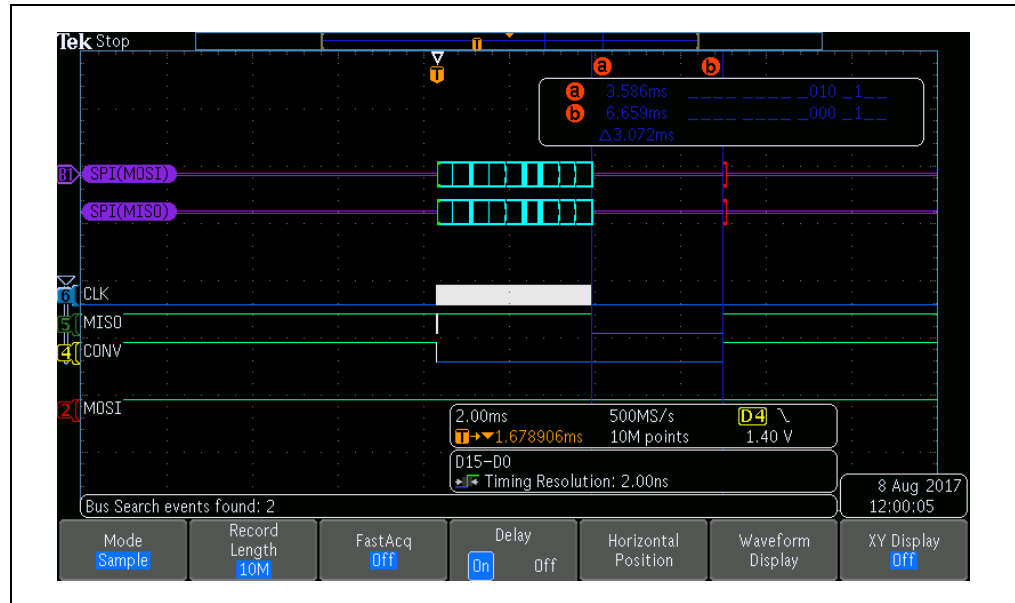 Tek Stop
T
T
a b
a 3.586ms ____ ____ _010 _1__
b 6.659ms ____ ____ _000 _1__
△3.072ms
B1 SPI(MOSI)
SPI(MISO)
6 CLK
5 MISO
4 CONV
2 MOSI
2.00ms 500MS/s D4 \
T→▼1.678906ms 10M points 1.40 V
D15-D0
Timing Resolution: 2.00ns
Bus Search events found: 2
8 Aug 2017
12:00:05
Mode
Sample
Record
Length
10M
FastAcq
Off
Delay
On Off
Horizontal
Position
Waveform
Display
XY Display
Off